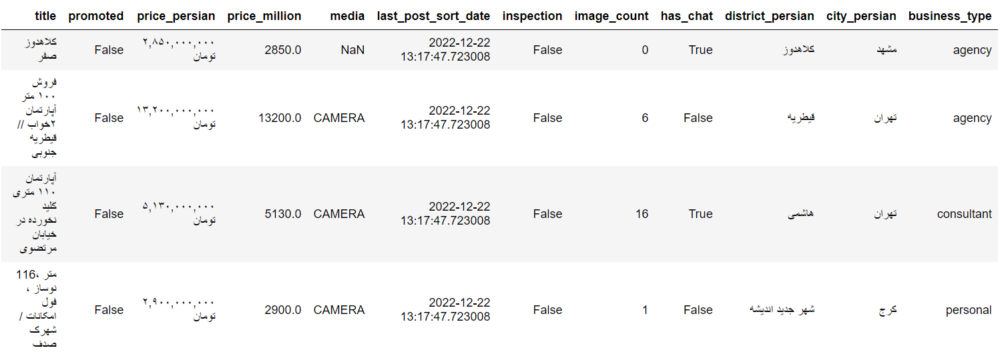 title promoted price_persian price_million media last_post_sort_date inspection image_count has_chat district_persian city_persian business_type
کلاهدوز
صفر
False
۲,۸۵۰,۰۰۰,۰۰۰
تومان
2850.0
NaN
2022-12-22
13:17:47.723008
False
0
True
کلاهدوز
مشهد
agency
فروش
۱۰۰ متر
آپارتمان
۲خواب //
قیطریه
جنوبی
False
۱۳,۲۰۰,۰۰۰,۰۰۰
تومان
13200.0
CAMERA
2022-12-22
13:17:47.723008
False
6
False
قیطریه
تهران
agency
آپارتمان
۱۱۰ متری
کلید
نخورده در
خیابان
مرتضوی
False
۵,۱۳۰,۰۰۰,۰۰۰
تومان
5130.0
CAMERA
2022-12-22
13:17:47.723008
False
16
True
هاشمی
تهران
consultant
116، متر
نوساز ،
فول
امکانات /
شهرک
صدف
False
۲,۹۰۰,۰۰۰,۰۰۰
تومان
2900.0
CAMERA
2022-12-22
13:17:47.723008
False
1
False
شهر جدید اندیشه
کرج
personal